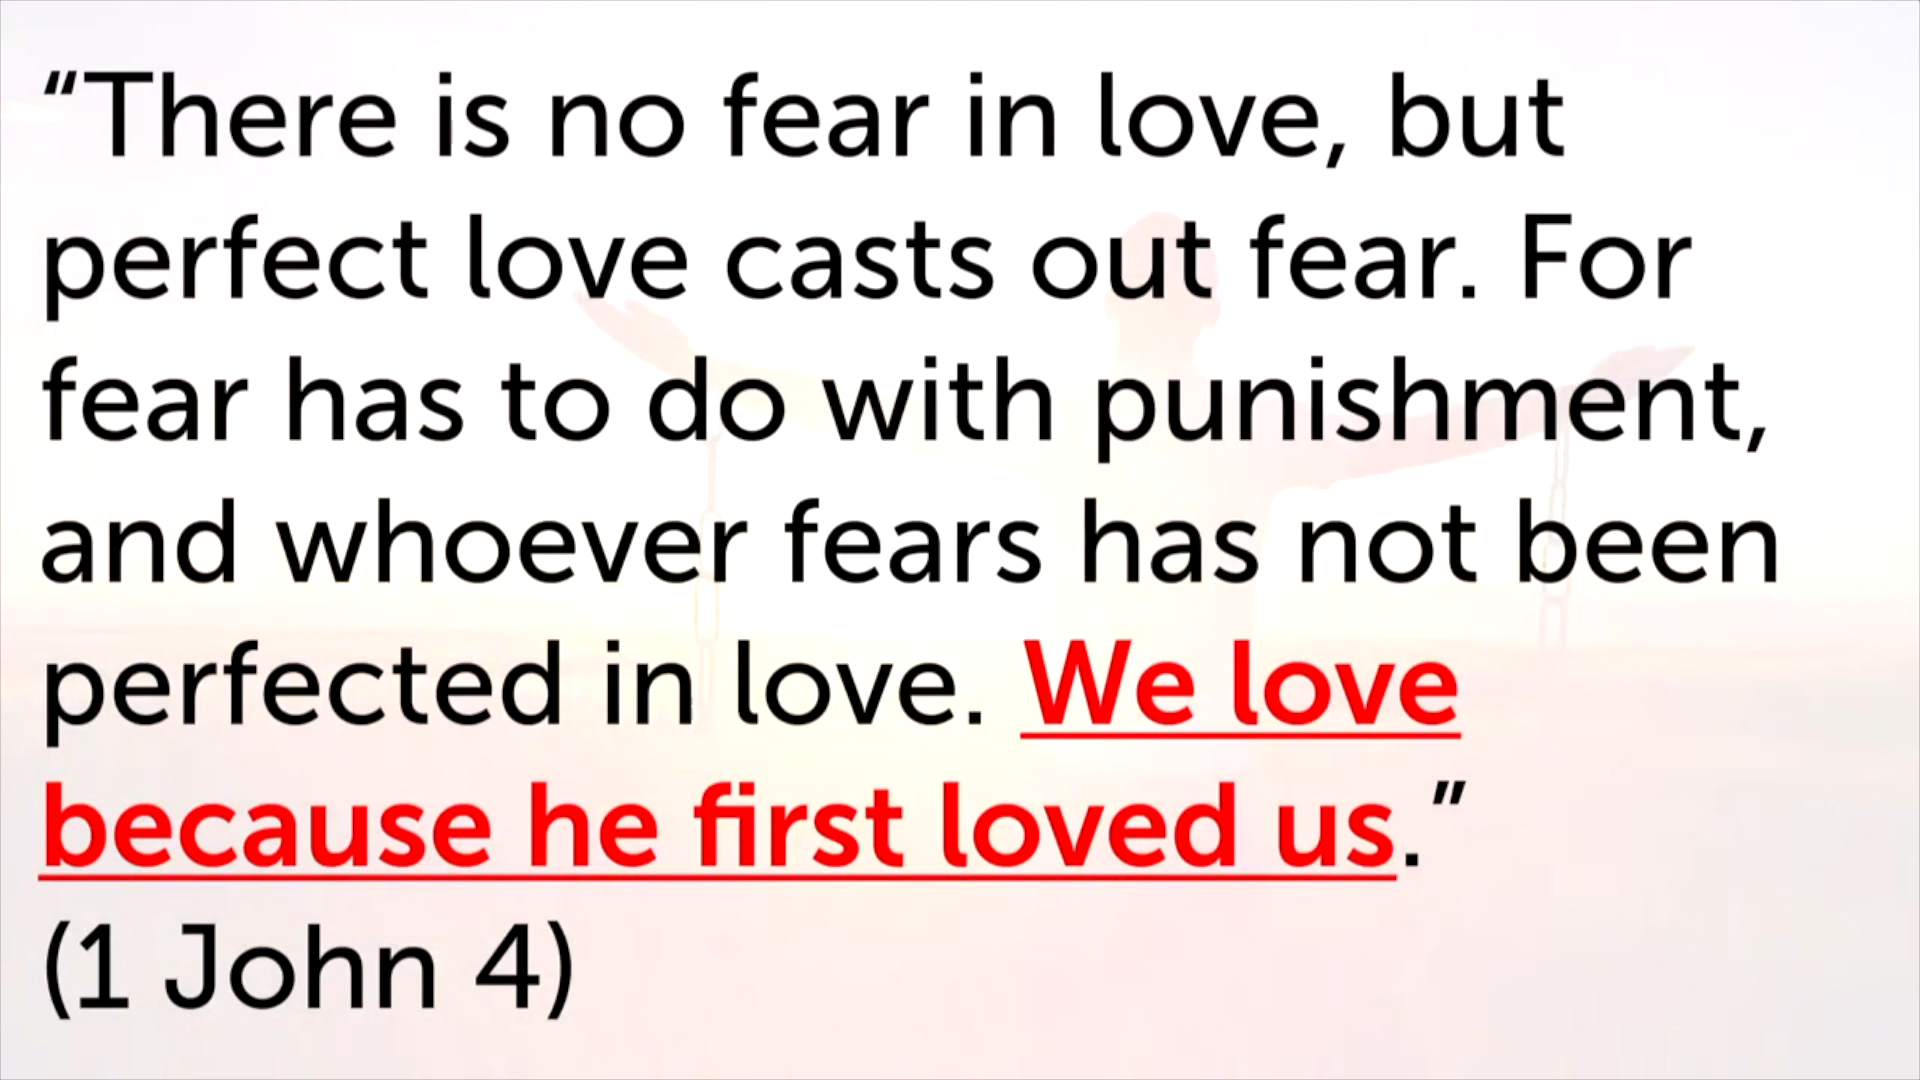 “There is no fear in love, but
perfect love casts out fear. For
fear has to do with punishment,
and whoever fears has not been
perfected in love. We love
because he first loved us.”
(1 John 4)